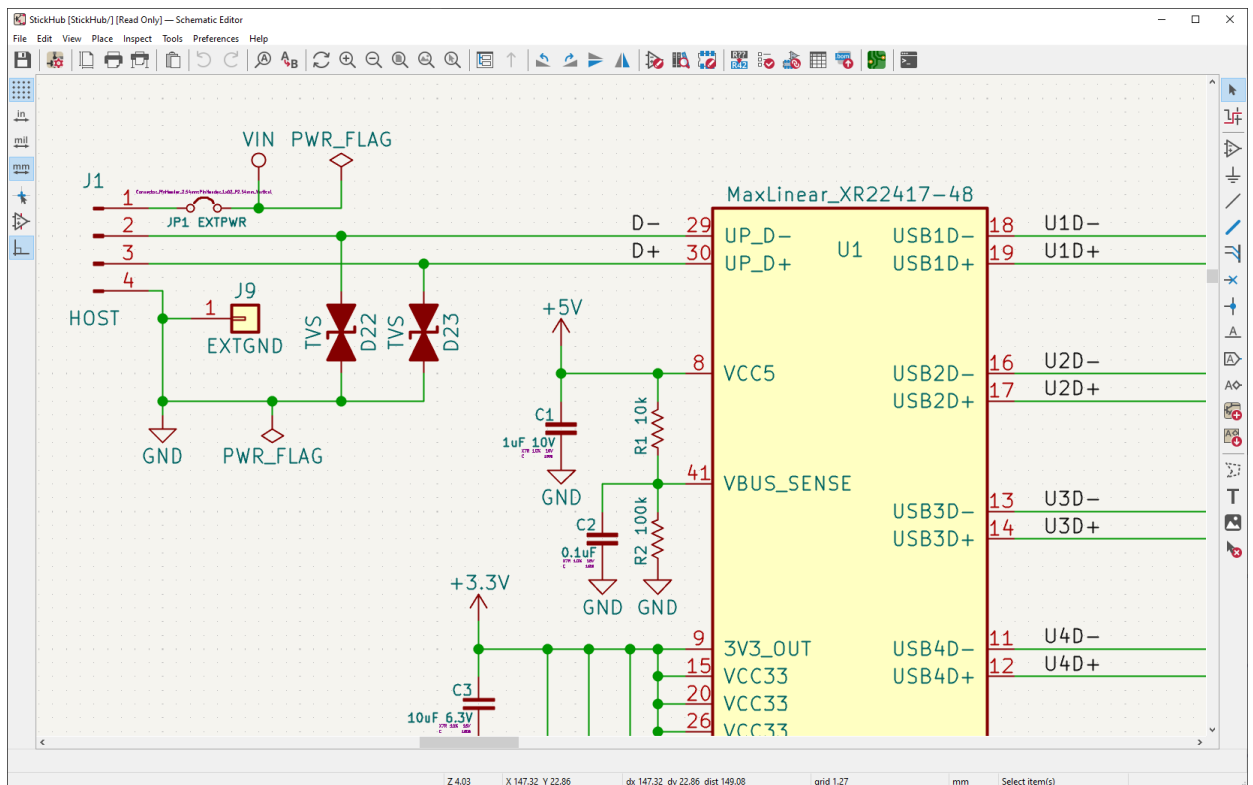 StickHub [StickHub/] [Read Only] — Schematic Editor
File Edit View Place Inspect Tools Preferences Help
in
mil
mm
VIN PWR_FLAG
J1
1
JP1 EXTPWR
2
3
4
HOST
J9
1
EXTGND
TVS D22
TVS D23
GND
PWR_FLAG
MaxLinear_XR22417-48
U1
D- 29 UP_D-
D+ 30 UP_D+
+5V
8 VCC5
C1
1uF 10V
GND
R1 10k
41 VBUS_SENSE
C2
0.1uF
R2 100k
GND GND
+3.3V
9 3V3_OUT
15 VCC33
20 VCC33
26 VCC33
C3
10uF 6.3V
USB1D- 18 U1D-
USB1D+ 19 U1D+
USB2D- 16 U2D-
USB2D+ 17 U2D+
USB3D- 13 U3D-
USB3D+ 14 U3D+
USB4D- 11 U4D-
USB4D+ 12 U4D+
Z 4.03 X 147.32 Y 22.86 dx 147.32 dy 22.86 dist 149.08 grid 1.27 mm Select item(s)